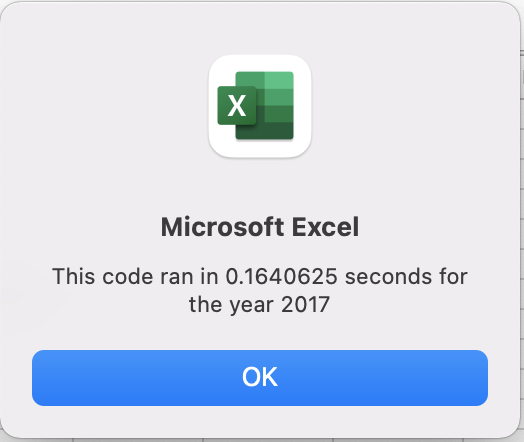 X
Microsoft Excel
This code ran in 0.1640625 seconds for
the year 2017
OK